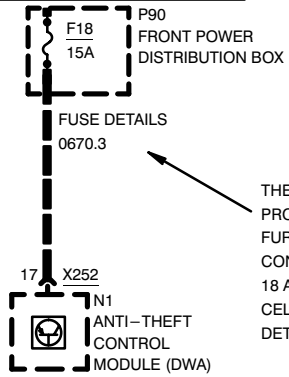 P90
F18
FRONT POWER
15A
DISTRIBUTION BOX
FUSE DETAILS
0670.3
THE
PRO
FUR
CON
18 A
CEL
DET
17 X252
N1
ANTI−THEFT
CONTROL
MODULE (DWA)